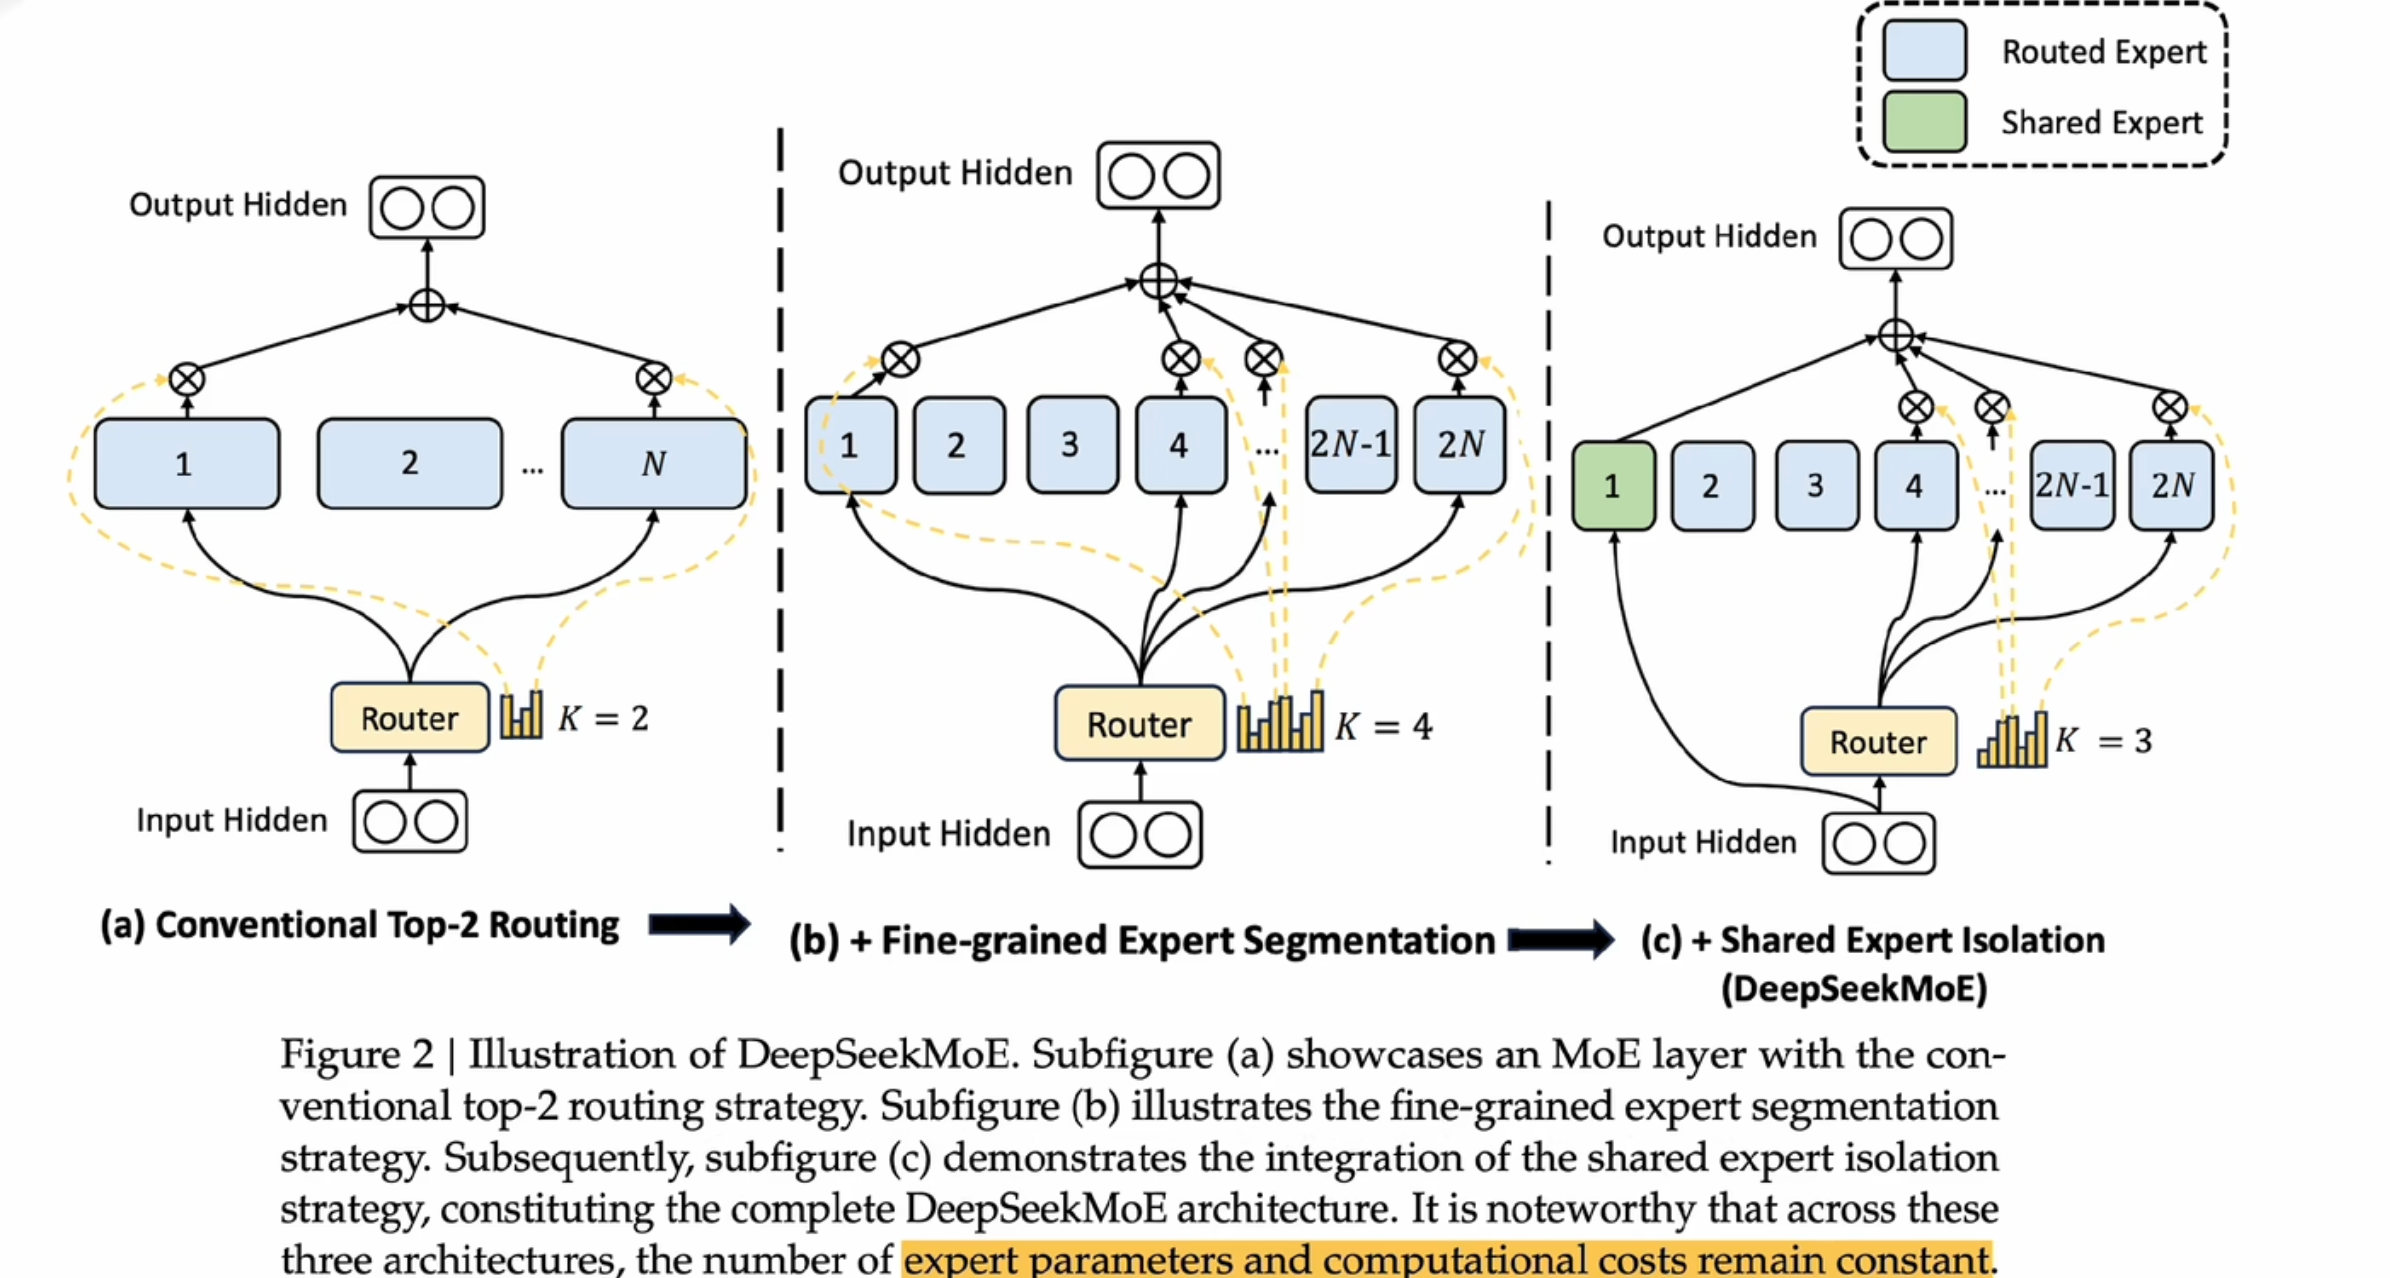 Routed Expert
Shared Expert
Output Hidden
1
2
...
N
Router
K = 2
Input Hidden
(a) Conventional Top-2 Routing
Output Hidden
1
2
3
4
...
2N-1
2N
Router
K = 4
Input Hidden
(b) + Fine-grained Expert Segmentation
Output Hidden
1
2
3
4
...
2N-1
2N
Router
K = 3
Input Hidden
(c) + Shared Expert Isolation
(DeepSeekMoE)
Figure 2 | Illustration of DeepSeekMoE. Subfigure (a) showcases an MoE layer with the con-
ventional top-2 routing strategy. Subfigure (b) illustrates the fine-grained expert segmentation
strategy. Subsequently, subfigure (c) demonstrates the integration of the shared expert isolation
strategy, constituting the complete DeepSeekMoE architecture. It is noteworthy that across these
three architectures, the number of expert parameters and computational costs remain constant.